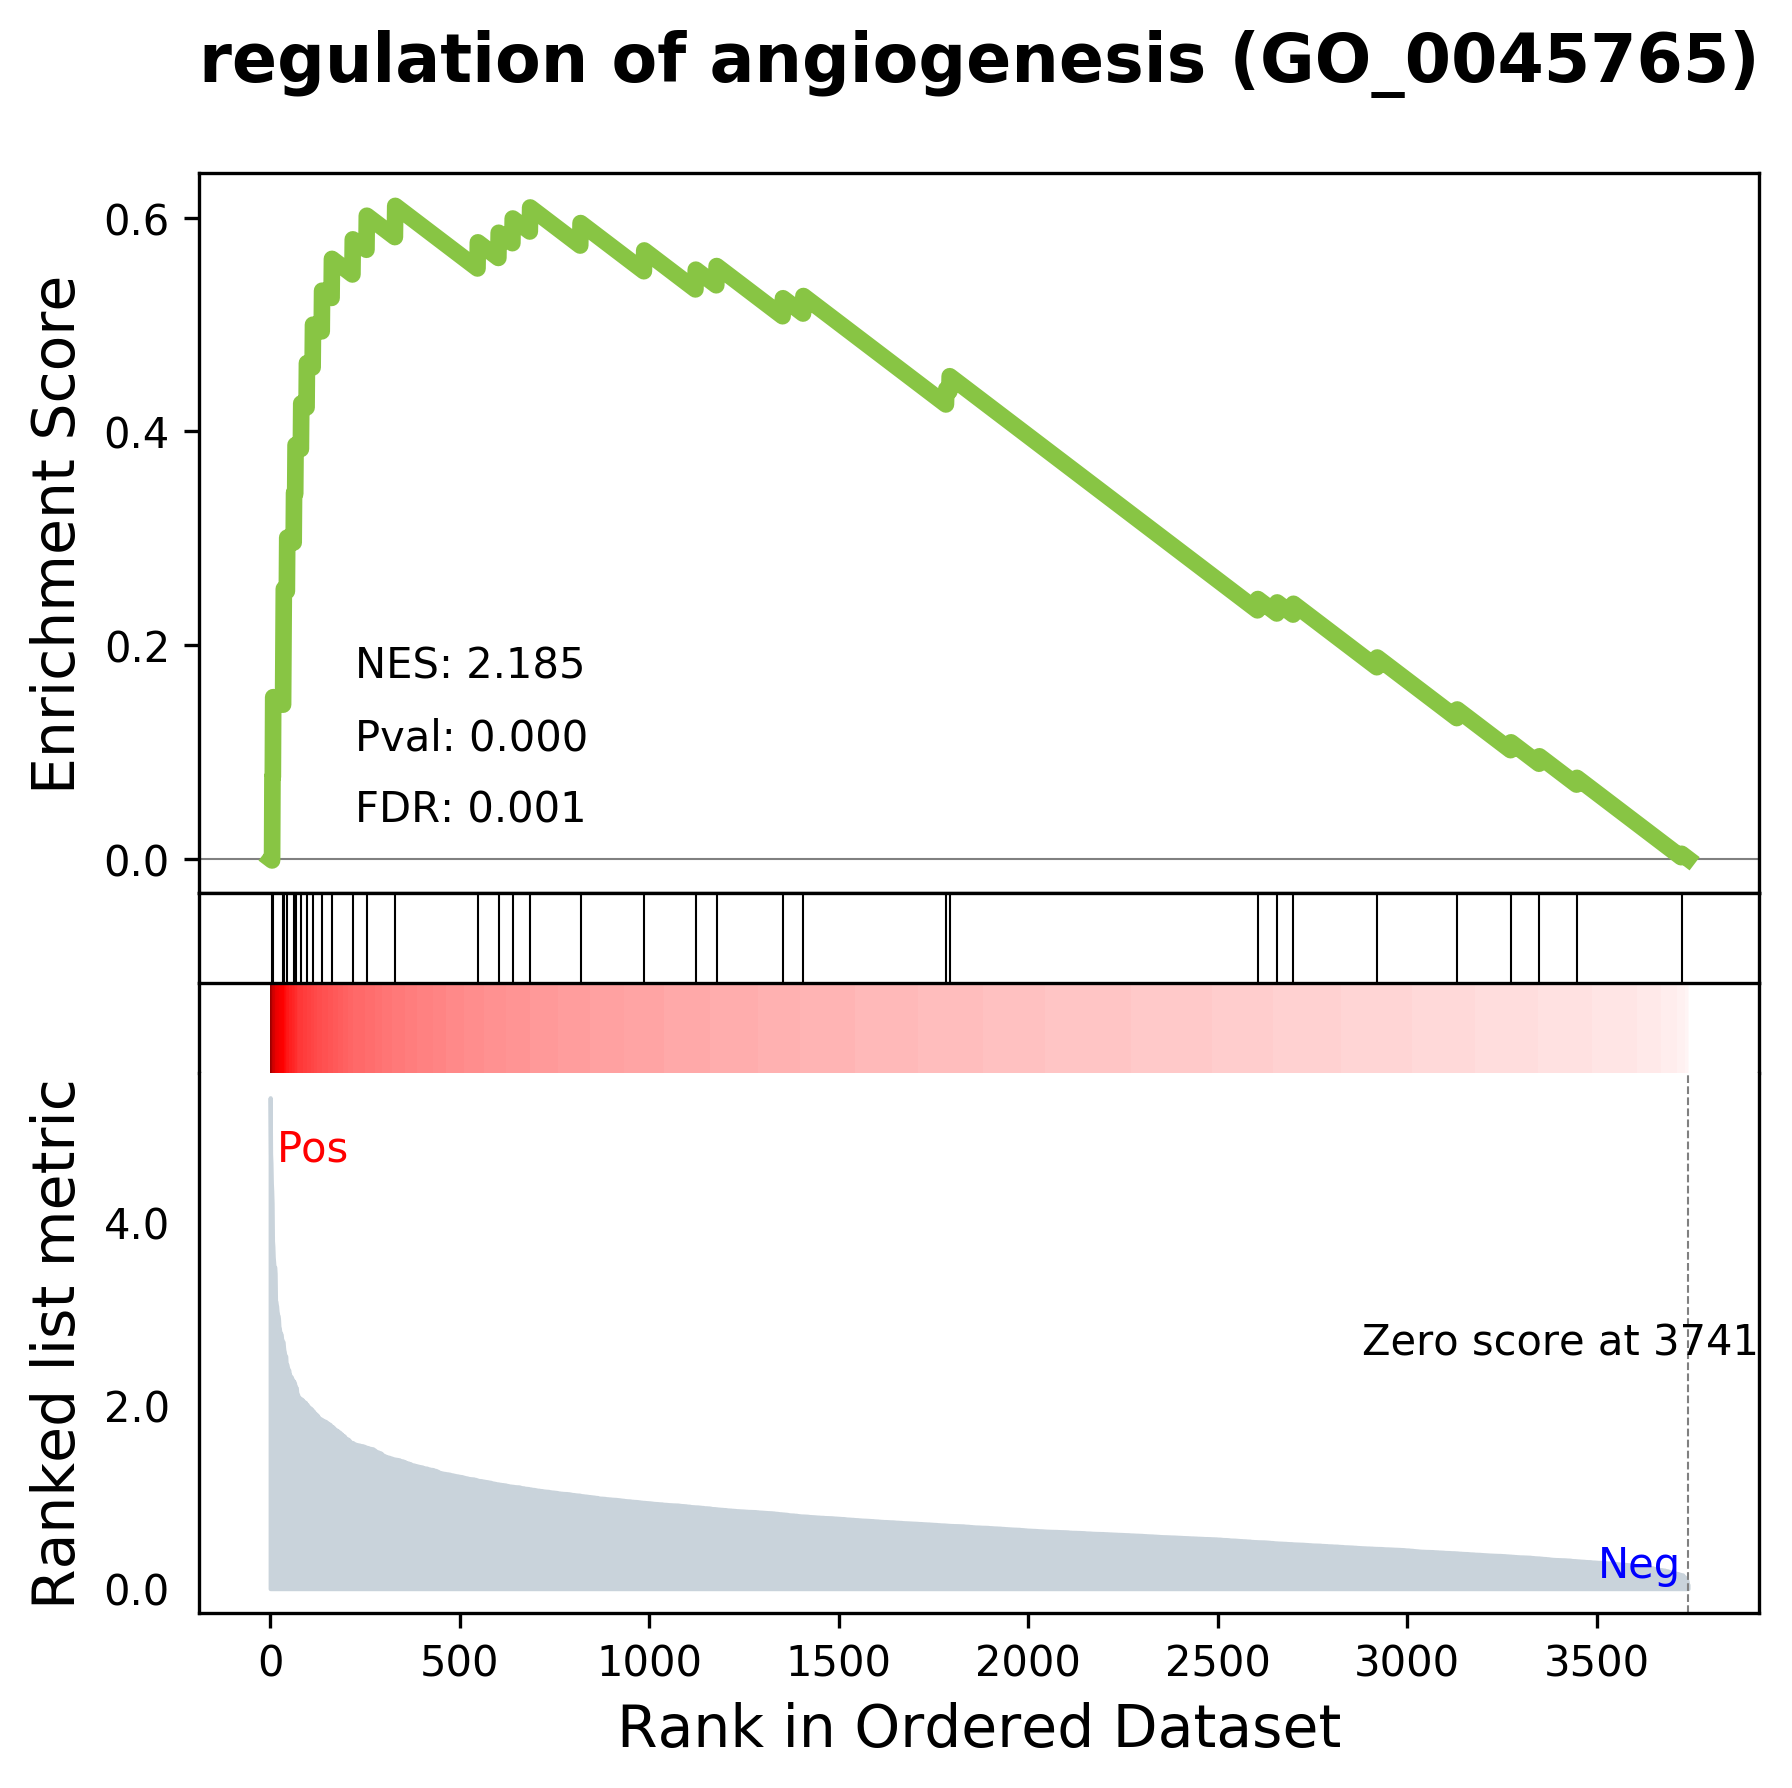 regulation of angiogenesis (GO_0045765)
Enrichment Score
0.6
0.4
0.2
0.0
NES: 2.185
Pval: 0.000
FDR: 0.001
Ranked list metric
4.0
2.0
0.0
Pos
Zero score at 3741
Neg
0 500 1000 1500 2000 2500 3000 3500
Rank in Ordered Dataset